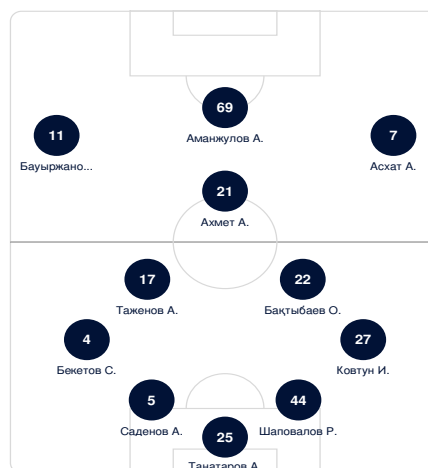 69
Аманжулов А.
11
Бауыржано...
7
Асхат А.
21
Ахмет А.
17
Таженов А.
22
Бақтыбаев О.
4
Бекетов С.
27
Ковтун И.
5
Саденов А.
44
Шаповалов Р.
25
Танатаров А.